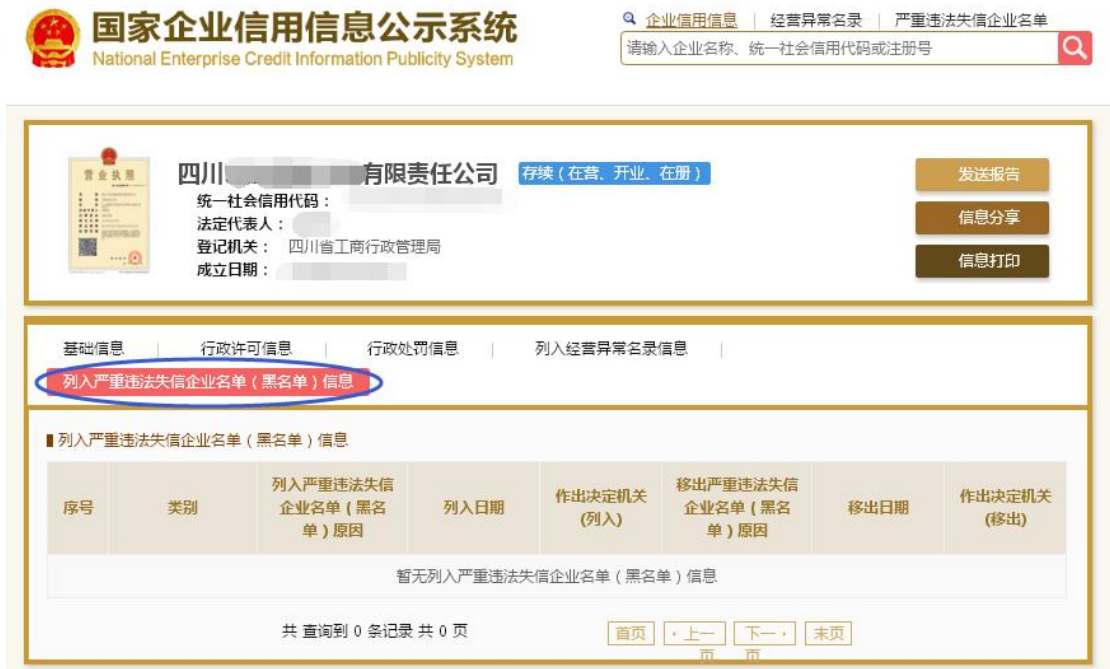 国家企业信用信息公示系统
National Enterprise Credit Information Publicity System
企业信用信息 | 经营异常名录 | 严重违法失信企业名单
请输入企业名称、统一社会信用代码或注册号
营业执照
四川 有限责任公司 存续(在营、开业、在册)
统一社会信用代码:
法定代表人:
登记机关: 四川省工商行政管理局
成立日期:
发送报告
信息分享
信息打印
基础信息 | 行政许可信息 | 行政处罚信息 | 列入经营异常名录信息 |
列入严重违法失信企业名单(黑名单)信息
列入严重违法失信企业名单(黑名单)信息
序号
类别
列入严重违法失信
企业名单(黑名
单)原因
列入日期
作出决定机关
(列入)
移出严重违法失信
企业名单(黑名
单)原因
移出日期
作出决定机关
(移出)
暂无列入严重违法失信企业名单(黑名单)信息
共 查询到 0 条记录 共 0 页
首页
上一
页
下一
页
末页